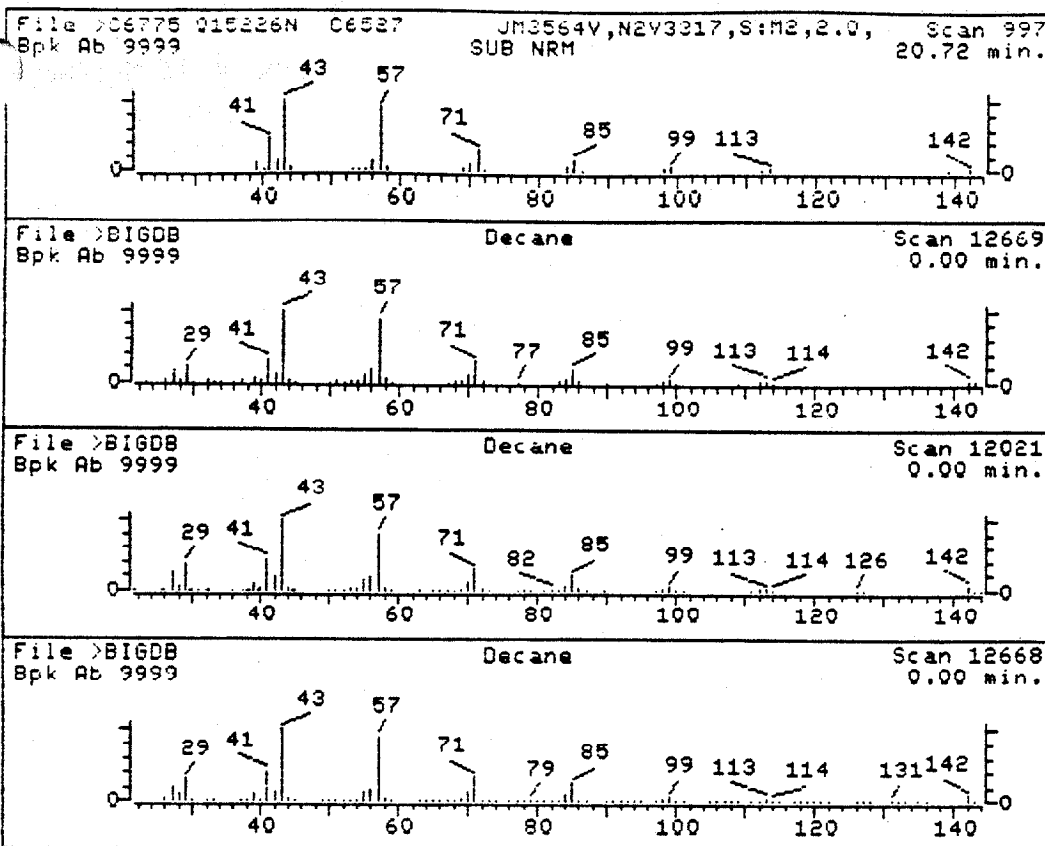 File >C6775 Q15226N C6527 JM3564V,N2V3317,S:M2,2.0, Scan 997
Bpk Ab 9999 SUB NRM 20.72 min.
41 43 57 71 85 99 113 142
0 0
40 60 80 100 120 140
File >BIGDB Decane Scan 12669
Bpk Ab 9999 0.00 min.
29 41 43 57 71 77 85 99 113 114 142
0 0
40 60 80 100 120 140
File >BIGDB Decane Scan 12021
Bpk Ab 9999 0.00 min.
29 41 43 57 71 82 85 99 113 114 126 142
0 0
40 60 80 100 120 140
File >BIGDB Decane Scan 12668
Bpk Ab 9999 0.00 min.
29 41 43 57 71 79 85 99 113 114 131 142
0 0
40 60 80 100 120 140